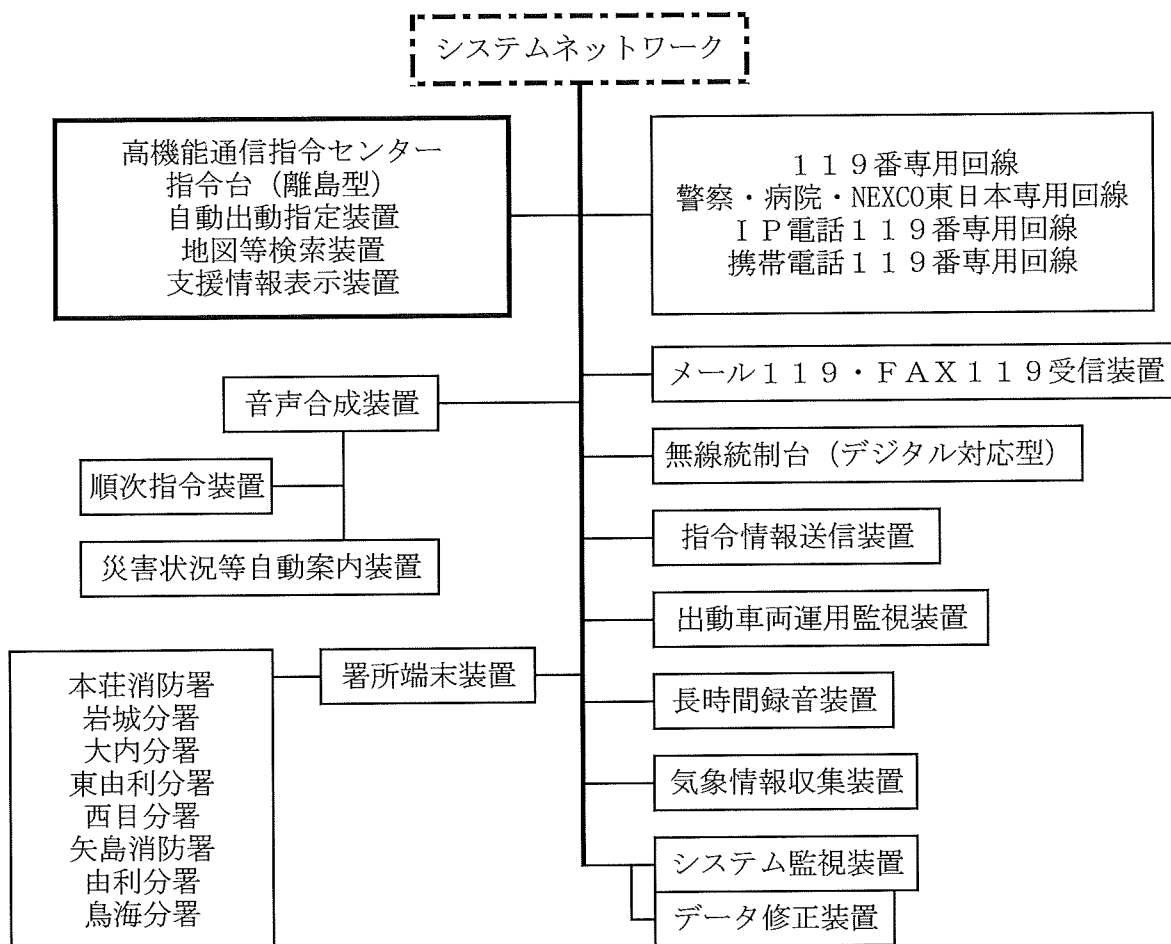 システムネットワーク
高機能通信指令センター
指令台（離島型）
自動出動指定装置
地図等検索装置
支援情報表示装置
１１９番専用回線
警察・病院・NEXCO東日本専用回線
ＩＰ電話１１９番専用回線
携帯電話１１９番専用回線
メール１１９・ＦＡＸ１１９受信装置
音声合成装置
無線統制台（デジタル対応型）
順次指令装置
指令情報送信装置
災害状況等自動案内装置
出動車両運用監視装置
署所端末装置
本荘消防署
岩城分署
大内分署
東由利分署
西目分署
矢島消防署
由利分署
鳥海分署
長時間録音装置
気象情報収集装置
システム監視装置
データ修正装置